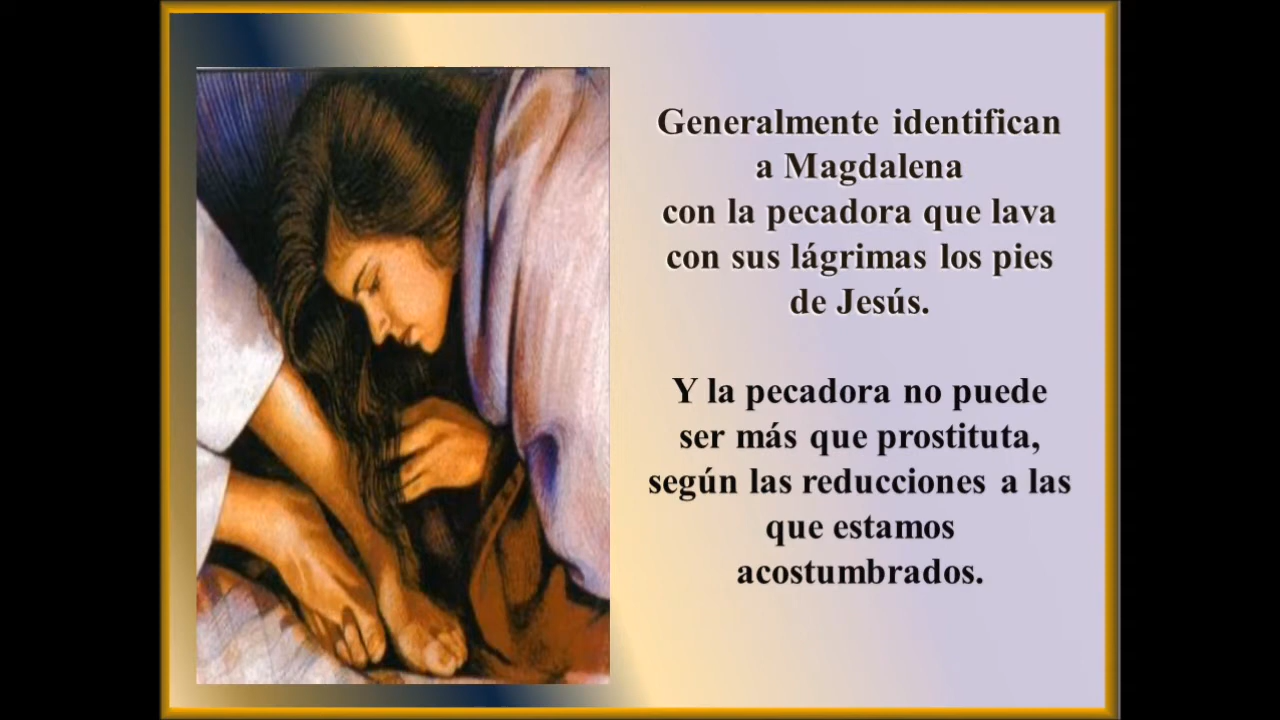 Generalmente identifican
a Magdalena
con la pecadora que lava
con sus lágrimas los pies
de Jesús.
Y la pecadora no puede
ser más que prostituta,
según las reducciones a las
que estamos
acostumbrados.